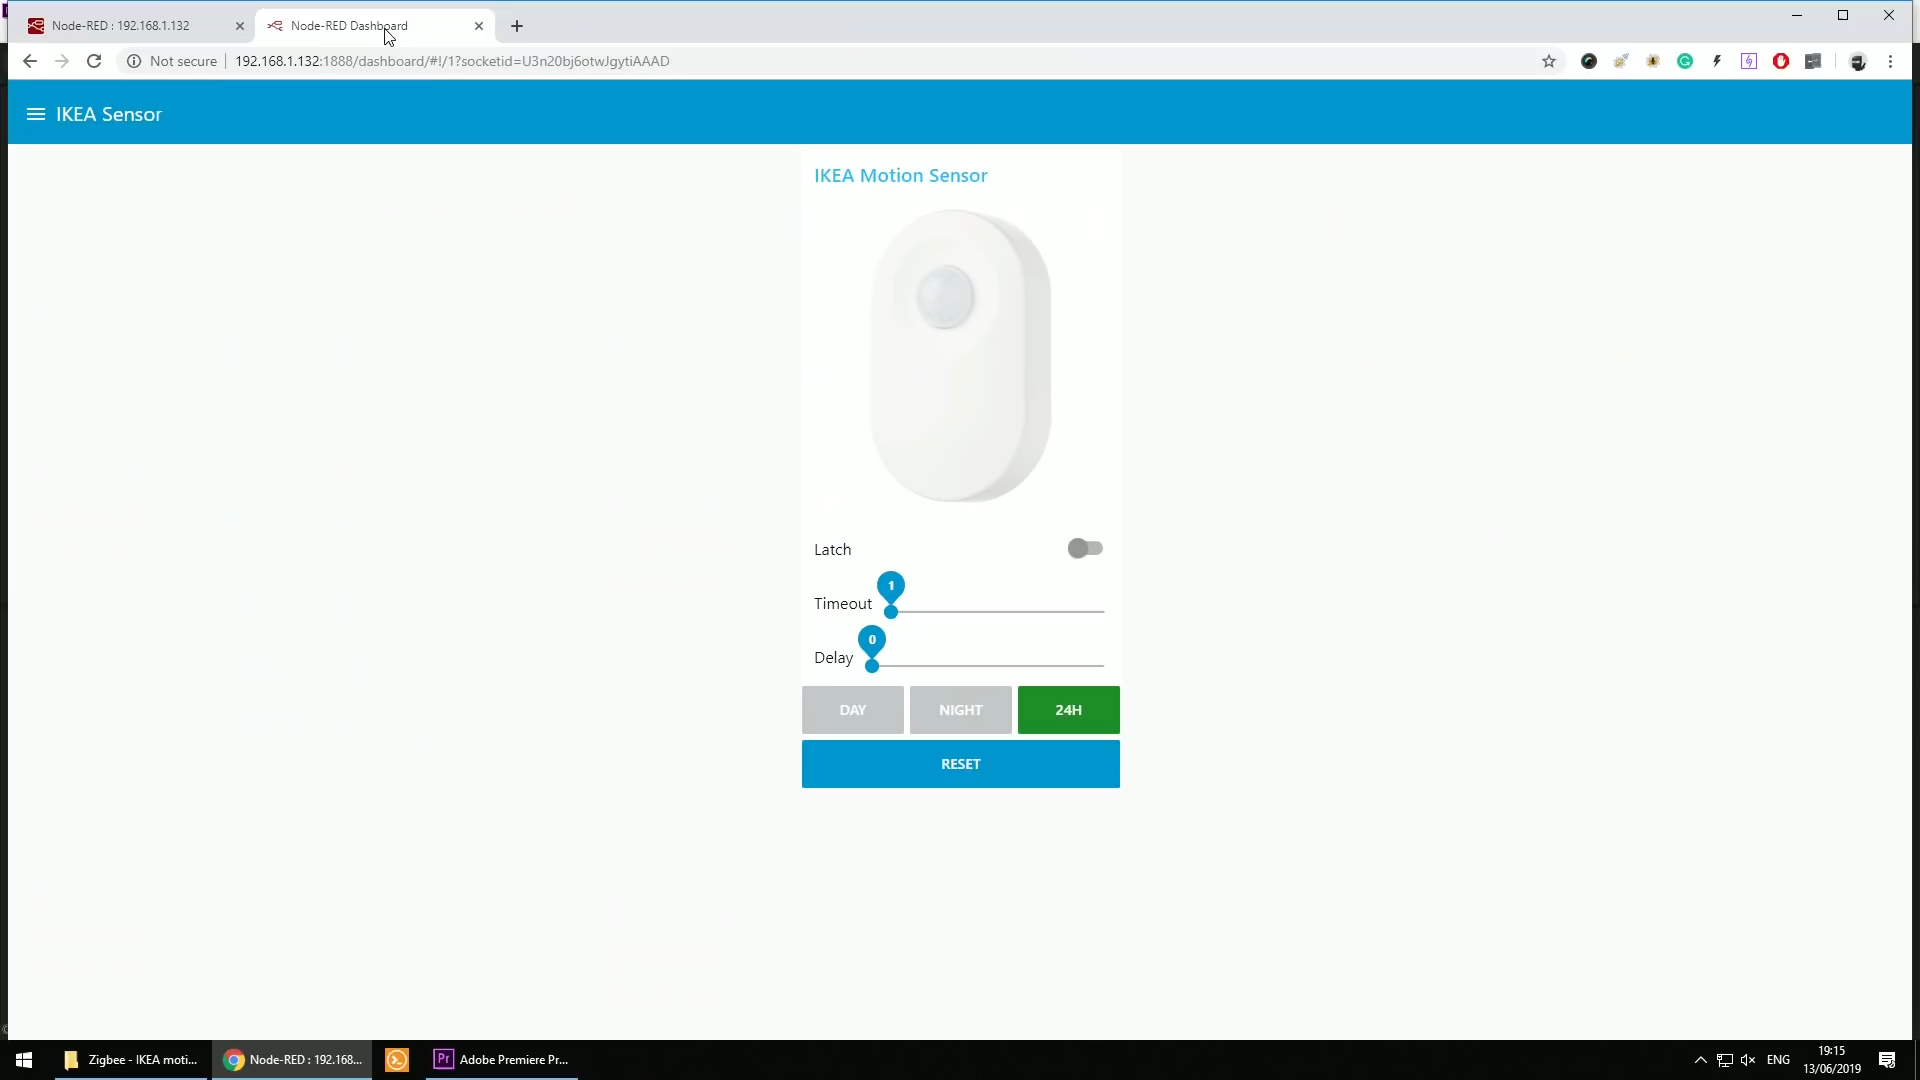 Node-RED : 192.168.1.132
Node-RED Dashboard
Not secure
192.168.1.132:1888/dashboard/#!/1?socketid=U3n20bj6otwJgytiAAAD
IKEA Sensor
IKEA Motion Sensor
Latch
1
Timeout
0
Delay
DAY NIGHT 24H
RESET
Zigbee - IKEA moti...
Node-RED : 192.168...
Pr
Adobe Premiere Pr...
ENG
19:15
13/06/2019